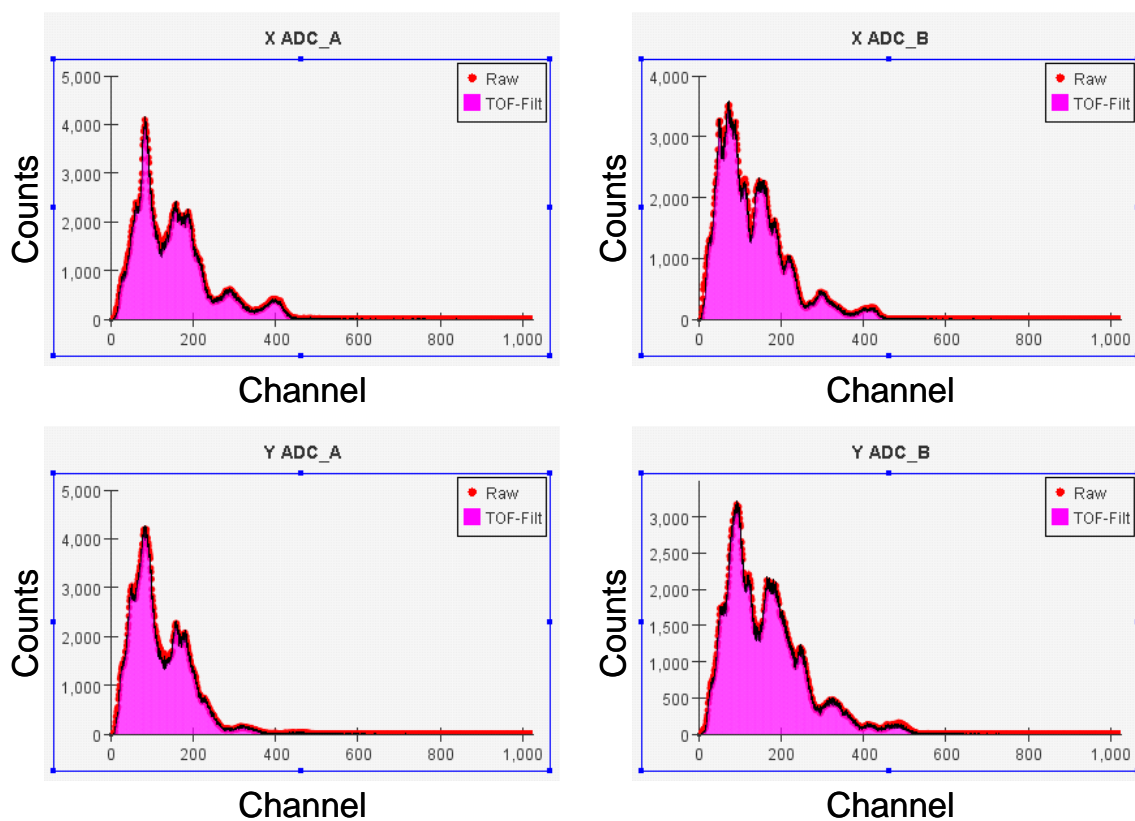 X ADC_A
Raw
TOF-Filt
5,000
4,000
3,000
2,000
1,000
0
0 200 400 600 800 1,000
Counts
Channel
X ADC_B
Raw
TOF-Filt
4,000
3,000
2,000
1,000
0
0 200 400 600 800 1,000
Counts
Channel
Y ADC_A
Raw
TOF-Filt
5,000
4,000
3,000
2,000
1,000
0
0 200 400 600 800 1,000
Counts
Channel
Y ADC_B
Raw
TOF-Filt
3,000
2,500
2,000
1,500
1,000
500
0
0 200 400 600 800 1,000
Counts
Channel